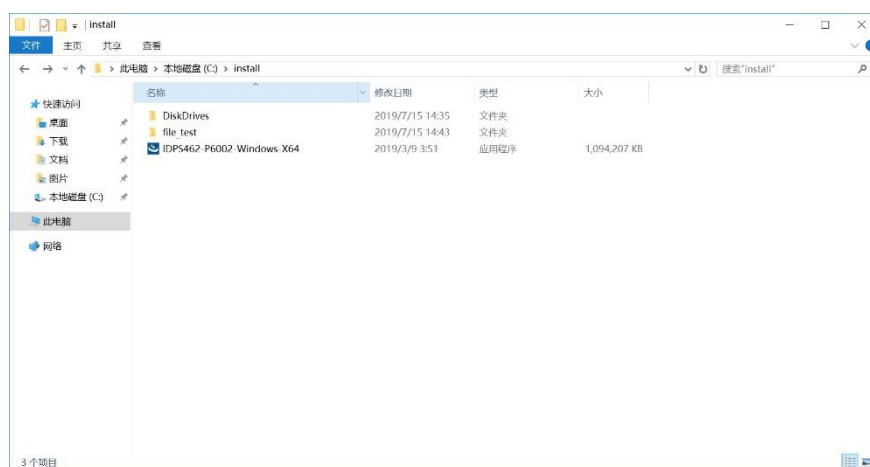 install
文件 主页 共享 查看
此电脑 > 本地磁盘 (C:) > install 搜索"install"
名称 修改日期 类型 大小
快速访问
桌面
下载
文档
图片
本地磁盘 (C:)
此电脑
网络
DiskDrives 2019/7/15 14:35 文件夹
file_test 2019/7/15 14:43 文件夹
IDPS462-P6002-Windows-X64 2019/3/9 3:51 应用程序 1,094,207 KB
3 个项目